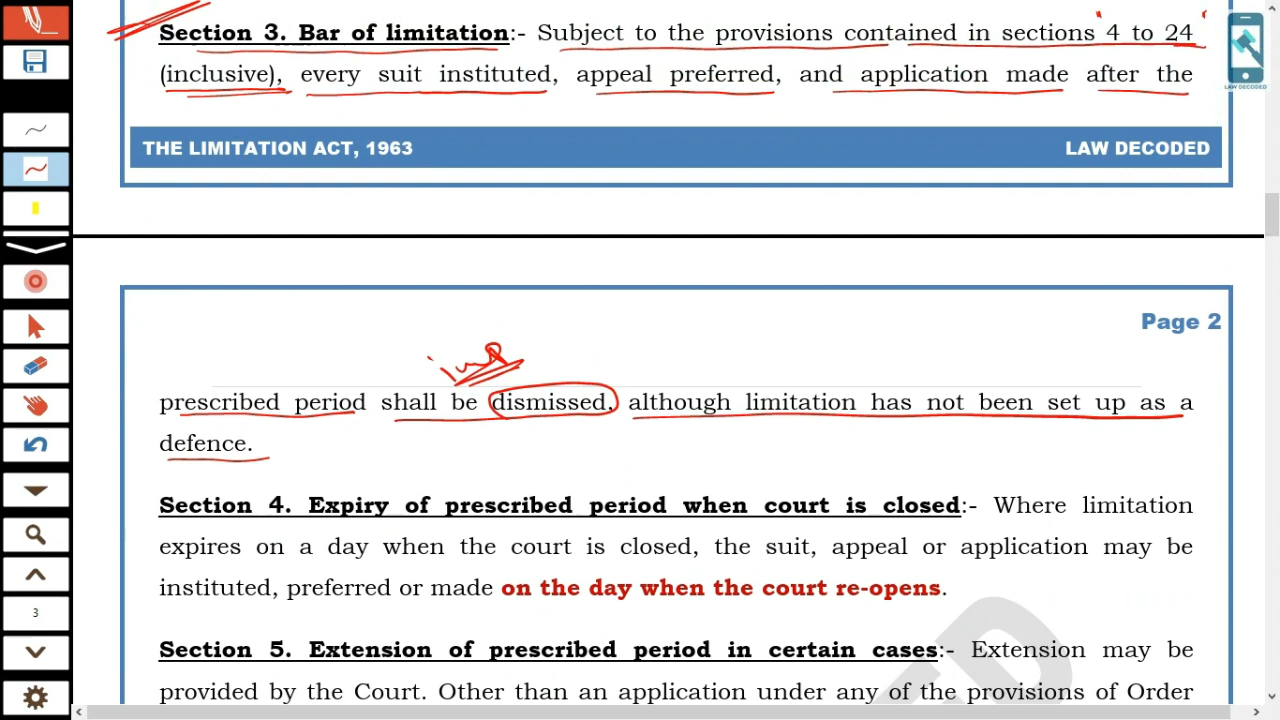 Section 3. Bar of limitation:- Subject to the provisions contained in sections 4 to 24
(inclusive), every suit instituted, appeal preferred, and application made after the
LAW DECODED
THE LIMITATION ACT, 1963 LAW DECODED
Page 2
prescribed period shall be dismissed, although limitation has not been set up as a
defence.
Section 4. Expiry of prescribed period when court is closed:- Where limitation
expires on a day when the court is closed, the suit, appeal or application may be
instituted, preferred or made on the day when the court re-opens.
3
Section 5. Extension of prescribed period in certain cases:- Extension may be
provided by the Court. Other than an application under any of the provisions of Order